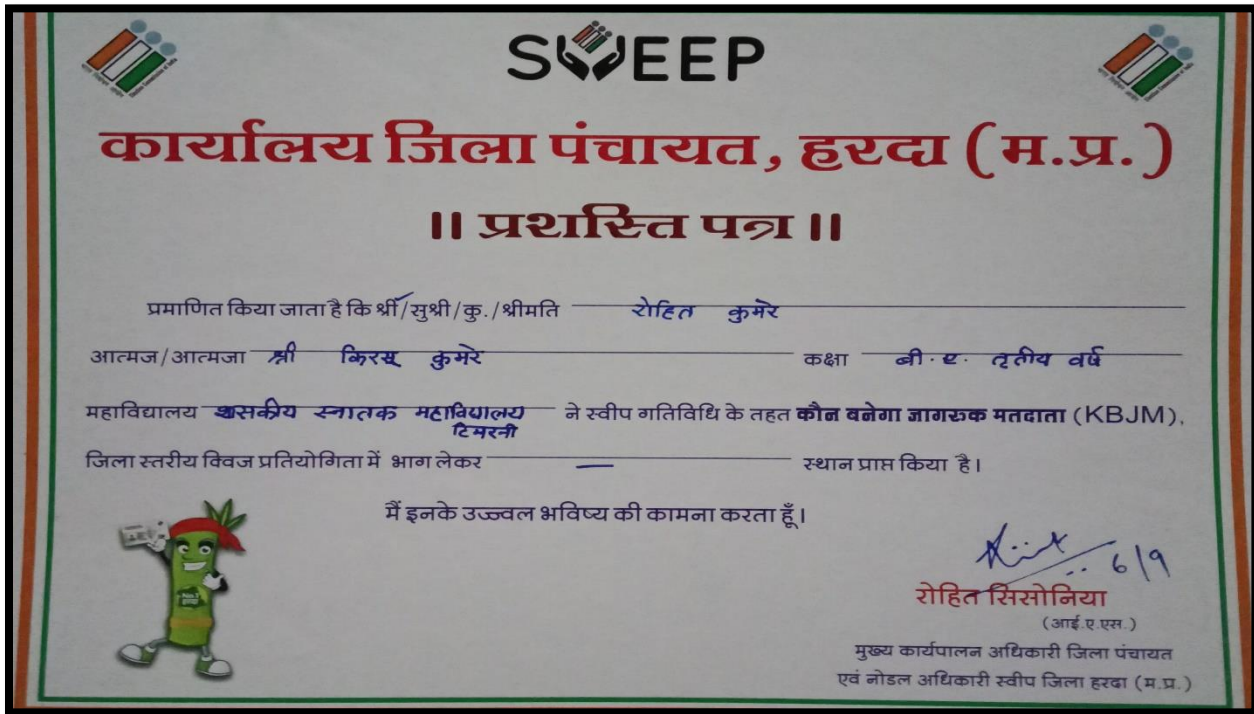 SWEEP
कार्यालय जिला पंचायत, हरदा (म.प्र.)
॥ प्रशस्ति पत्र ॥
प्रमाणित किया जाता है कि श्री/सुश्री/कु./श्रीमति रोहित कुमरे
आत्मज/आत्मजा श्री किरसू कुमरे कक्षा बी.ए. तृतीय वर्ष
महाविद्यालय शासकीय स्नातक महाविद्यालय टिमरनी ने स्वीप गतिविधि के तहत कौन बनेगा जागरुक मतदाता (KBJM),
जिला स्तरीय क्विज प्रतियोगिता में भाग लेकर — स्थान प्राप्त किया है।
मैं इनके उज्ज्वल भविष्य की कामना करता हूँ।
6/9
रोहित सिसोनिया
(आई.ए.एस.)
मुख्य कार्यपालन अधिकारी जिला पंचायत
एवं नोडल अधिकारी स्वीप जिला हरदा (म.प्र.)